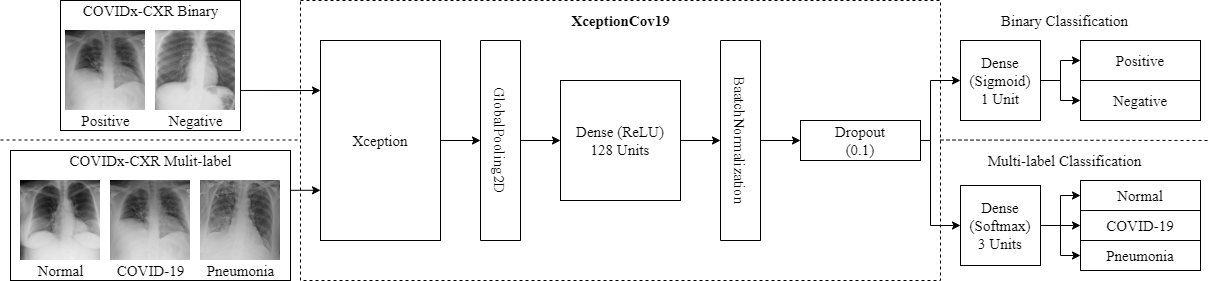 COVIDx-CXR Binary
Positive
Negative
COVIDx-CXR Mulit-label
Normal
COVID-19
Pneumonia
XceptionCov19
Xception
GlobalPooling2D
Dense (ReLU)
128 Units
BaatchNormalization
Dropout
(0.1)
Binary Classification
Dense
(Sigmoid)
1 Unit
Positive
Negative
Multi-label Classification
Dense
(Softmax)
3 Units
Normal
COVID-19
Pneumonia